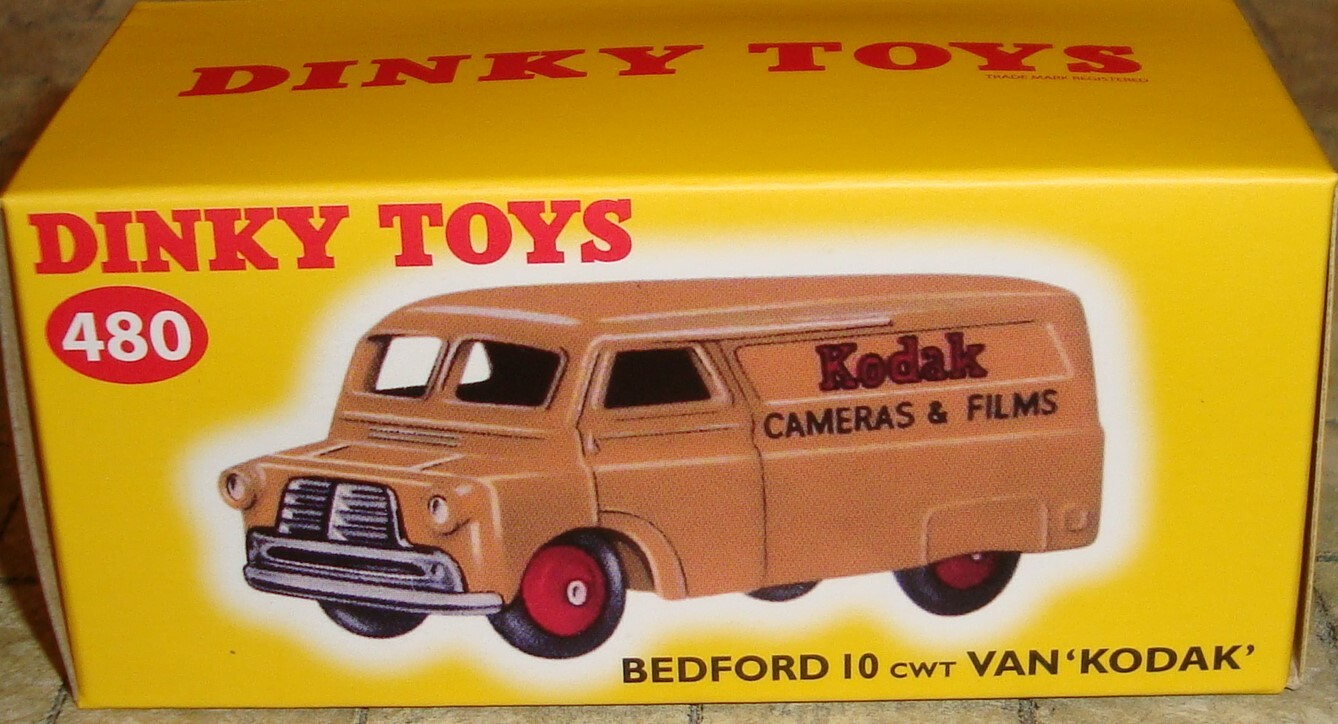 DINKY TOYS
TRADE MARK REGISTERED
DINKY TOYS
480
Kodak
CAMERAS & FILMS
BEDFORD 10 CWT VAN ‘KODAK’